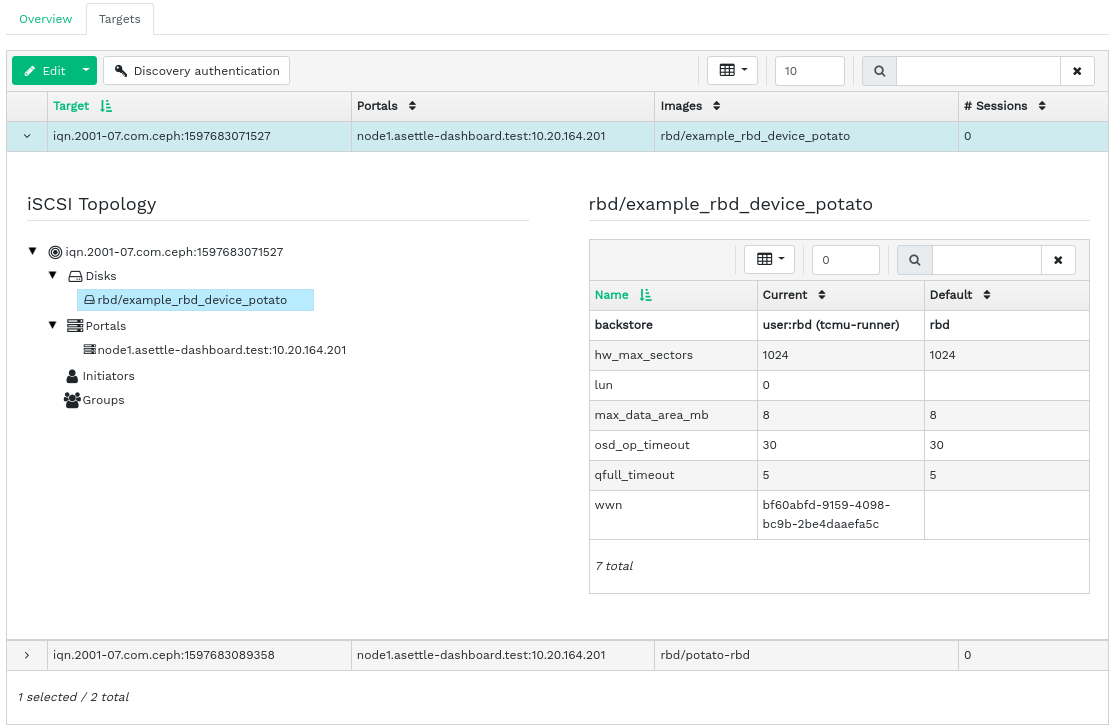 Overview Targets
Edit Discovery authentication 10
Target Portals Images # Sessions
iqn.2001-07.com.ceph:1597683071527 node1.asettle-dashboard.test:10.20.164.201 rbd/example_rbd_device_potato 0
iSCSI Topology
iqn.2001-07.com.ceph:1597683071527
Disks
rbd/example_rbd_device_potato
Portals
node1.asettle-dashboard.test:10.20.164.201
Initiators
Groups
rbd/example_rbd_device_potato
0
Name Current Default
backstore user:rbd (tcmu-runner) rbd
hw_max_sectors 1024 1024
lun 0
max_data_area_mb 8 8
osd_op_timeout 30 30
qfull_timeout 5 5
wwn bf60abfd-9159-4098-
bc9b-2be4daaefa5c
7 total
iqn.2001-07.com.ceph:1597683089358 node1.asettle-dashboard.test:10.20.164.201 rbd/potato-rbd 0
1 selected / 2 total